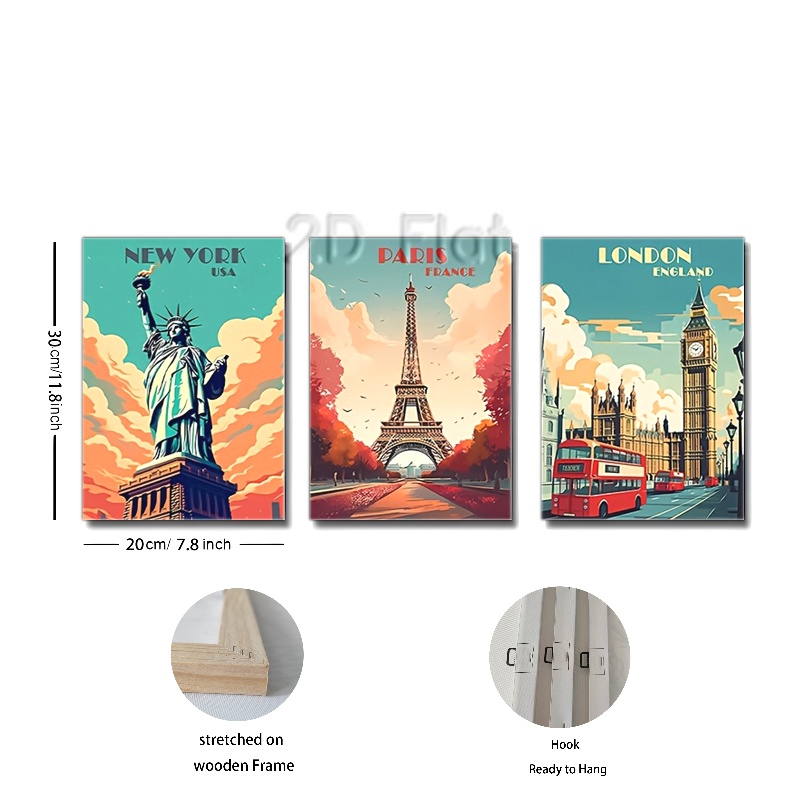 2D Flat
NEW YORK
USA
PARIS
FRANCE
LONDON
ENGLAND
30cm/11.8inch
20cm/ 7.8 inch
stretched on
wooden Frame
Hook
Ready to Hang